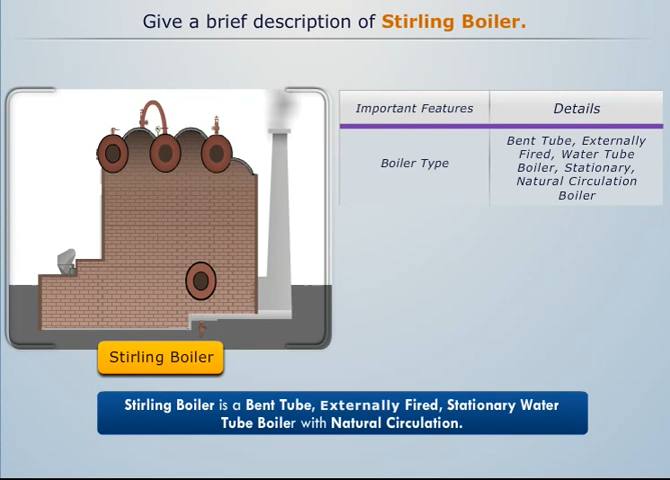 Give a brief description of Stirling Boiler.
Important Features
Details
Boiler Type
Bent Tube, Externally
Fired, Water Tube
Boiler, Stationary,
Natural Circulation
Boiler
Stirling Boiler
Stirling Boiler is a Bent Tube, Externally Fired, Stationary Water
Tube Boiler with Natural Circulation.